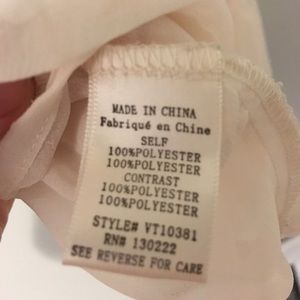 MADE IN CHINA
Fabriqué en Chine
SELF
100%POLYESTER
100%POLYESTER
CONTRAST
100%POLYESTER
100%POLYESTER
STYLE# VT10381
RN# 130222
SEE REVERSE FOR CARE